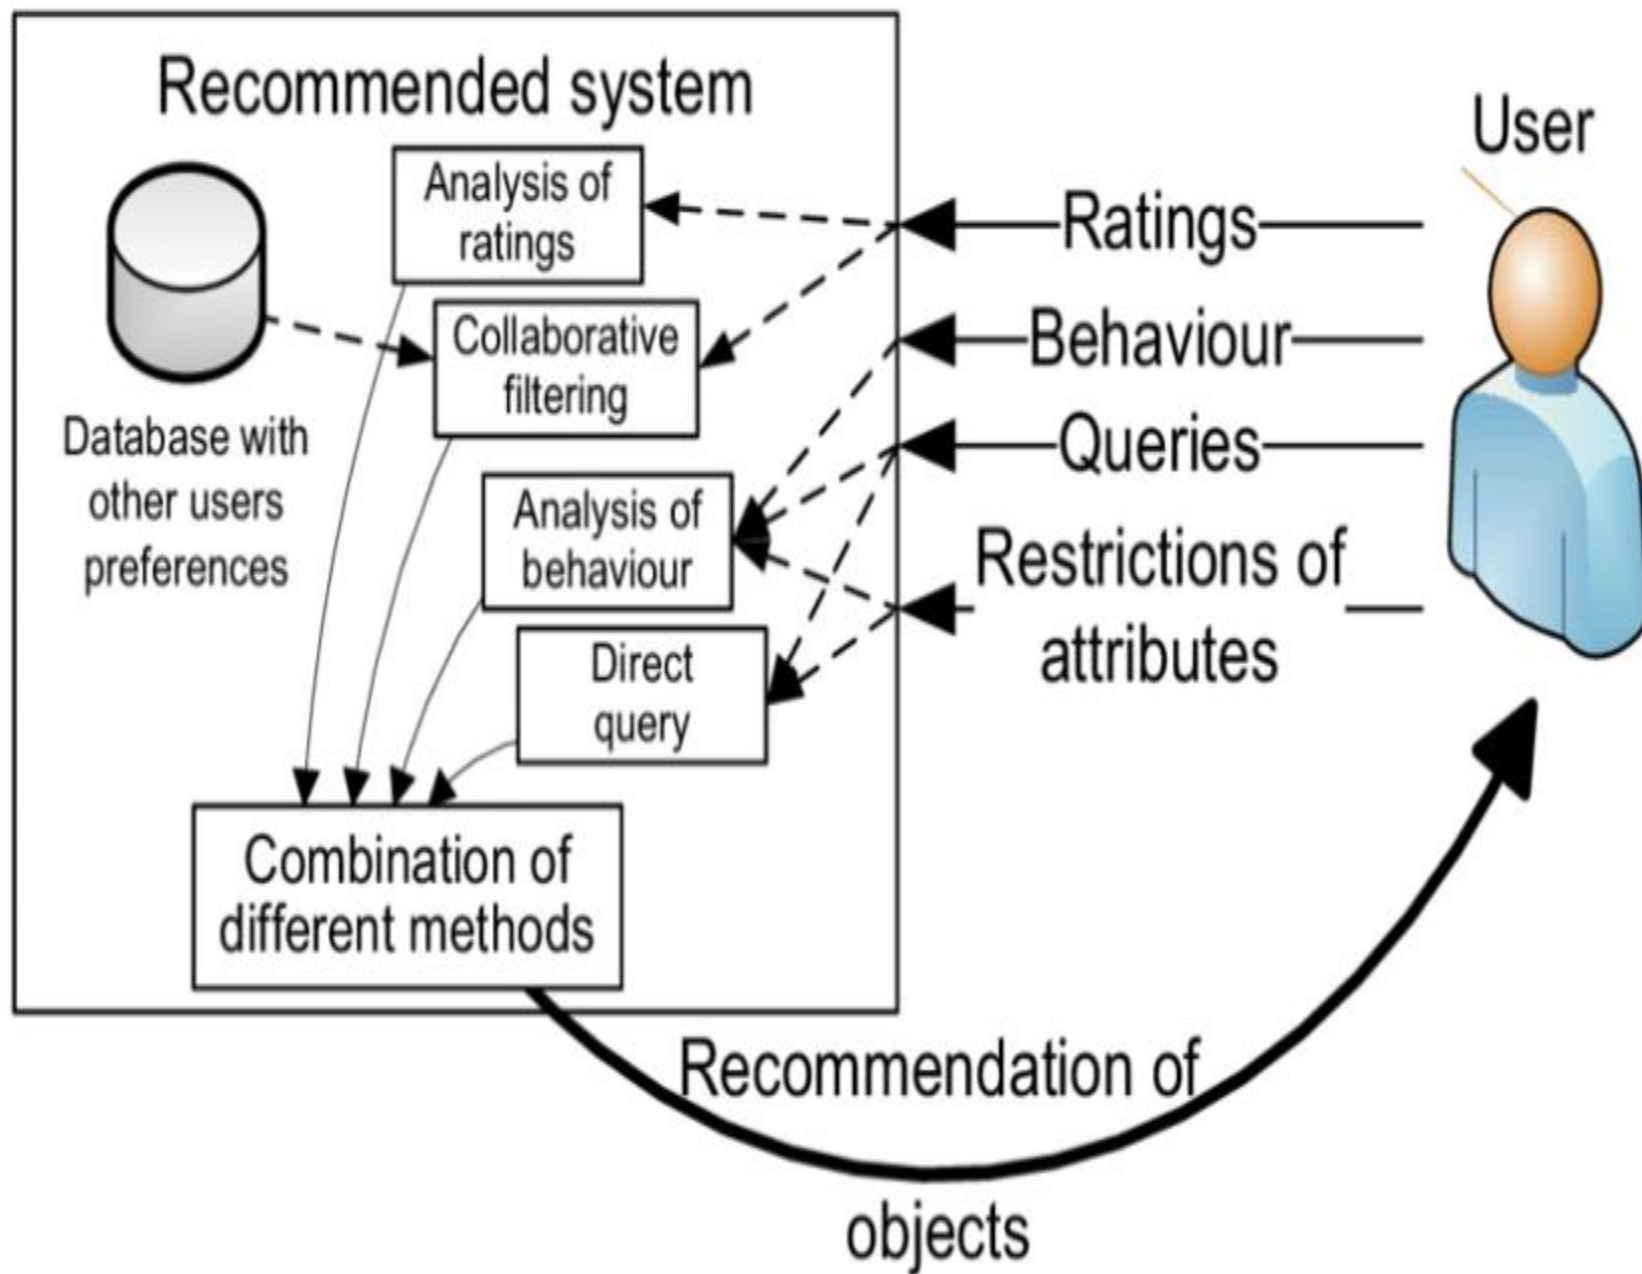 Recommended system
User
Analysis of
ratings
Ratings
Collaborative
filtering
Behaviour
Database with
other users
preferences
Queries
Analysis of
behaviour
Restrictions of
attributes
Direct
query
Combination of
different methods
Recommendation of
objects